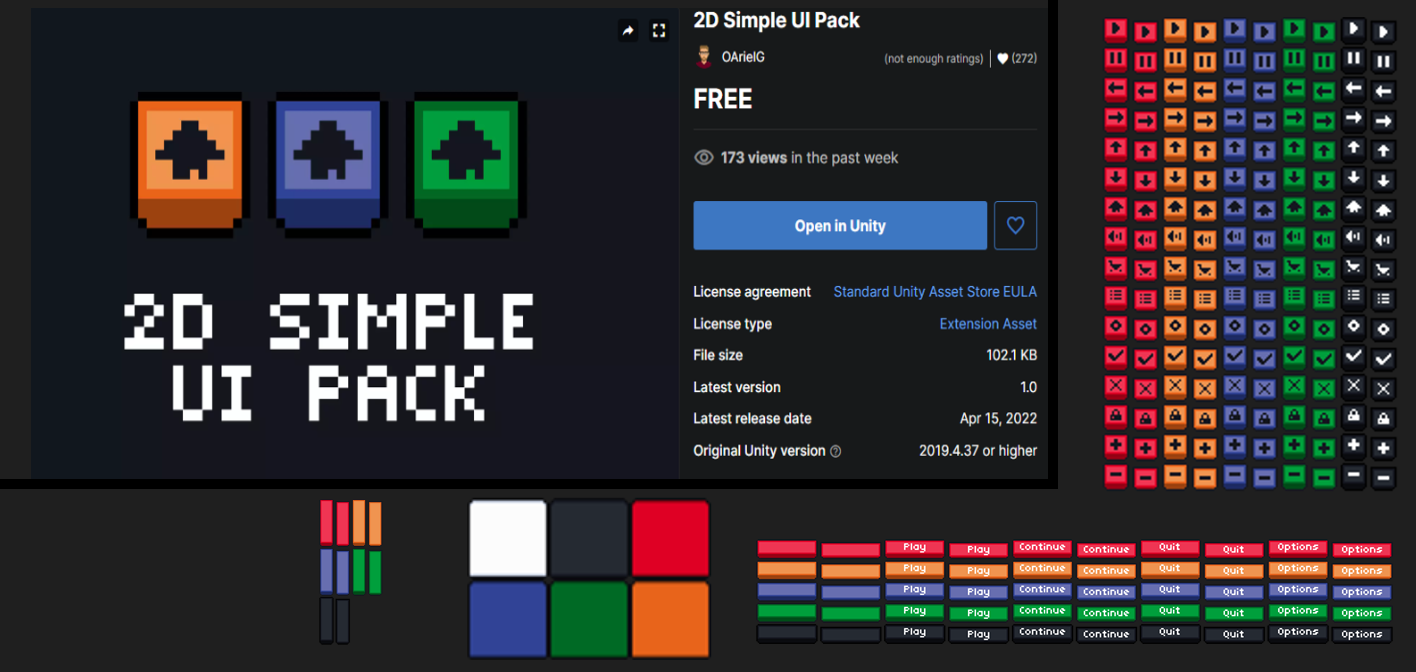 2D Simple UI Pack
OArielG
(not enough ratings) | (272)
FREE
173 views in the past week
Open in Unity
License agreement Standard Unity Asset Store EULA
License type Extension Asset
File size 102.1 KB
Latest version 1.0
Latest release date Apr 15, 2022
Original Unity version 2019.4.37 or higher
2D SIMPLE
UI PACK
Play Play Continue Continue Quit Quit Options Options
Play Play Continue Continue Quit Quit Options Options
Play Play Continue Continue Quit Quit Options Options
Play Play Continue Continue Quit Quit Options Options
Play Play Continue Continue Quit Quit Options Options